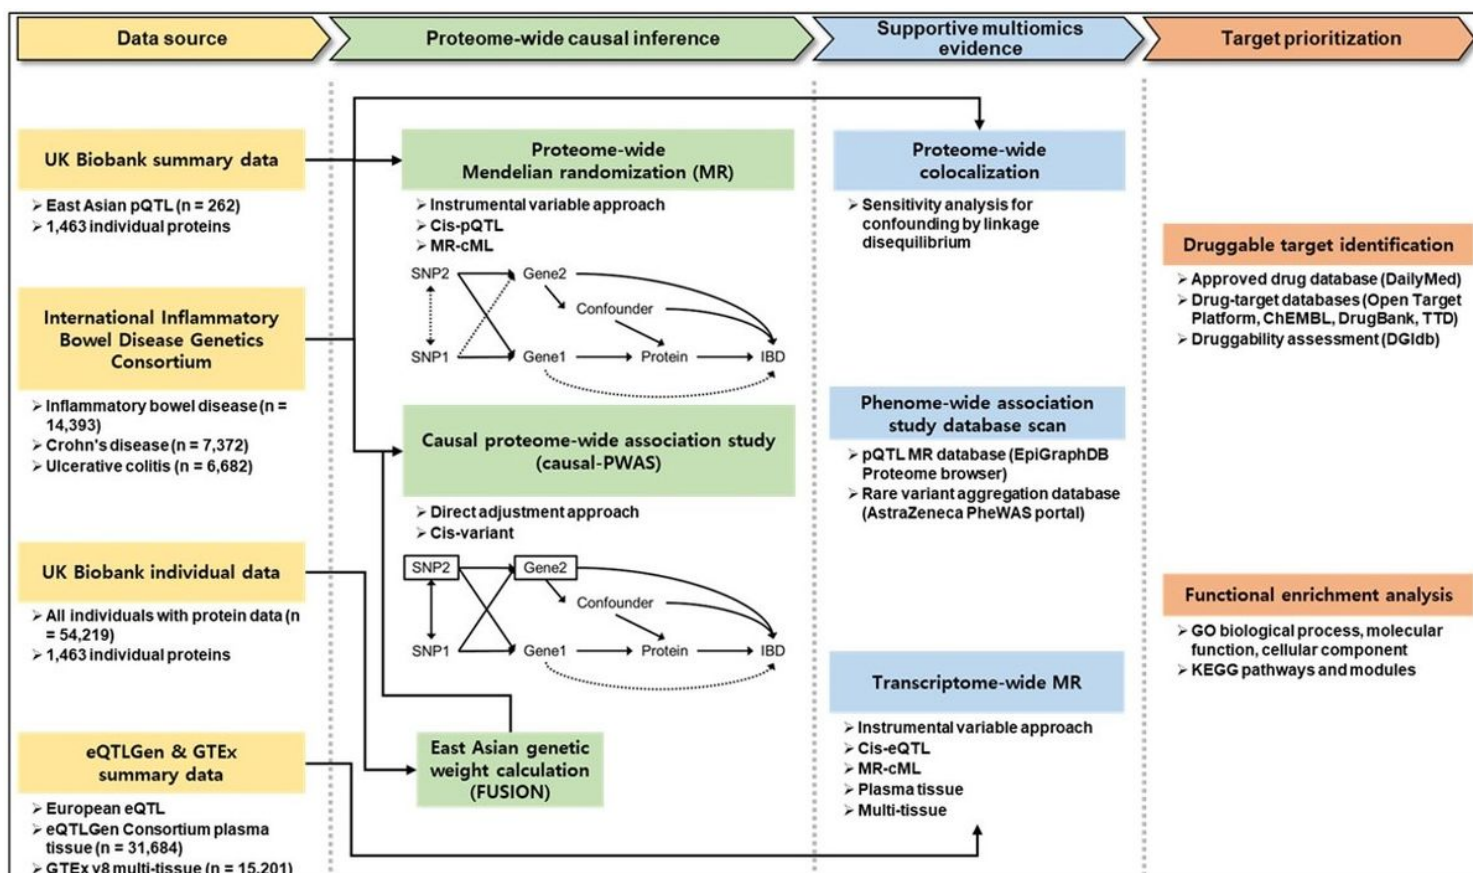 Data source
Proteome-wide causal inference
Supportive multiomics
evidence
Target prioritization
UK Biobank summary data
➢ East Asian pQTL (n = 262)
➢ 1,463 individual proteins
International Inflammatory
Bowel Disease Genetics
Consortium
➢ Inflammatory bowel disease (n =
14,393)
➢ Crohn's disease (n = 7,372)
➢ Ulcerative colitis (n = 6,682)
UK Biobank individual data
➢ All individuals with protein data (n
= 54,219)
➢ 1,463 individual proteins
eQTLGen & GTEx
summary data
➢ European eQTL
➢ eQTLGen Consortium plasma
tissue (n = 31,684)
➢ GTEx v8 multi-tissue (n = 15,201)
Proteome-wide
Mendelian randomization (MR)
➢ Instrumental variable approach
➢ Cis-pQTL
➢ MR-cML
SNP2 Gene2
Confounder
SNP1 Gene1 Protein IBD
Causal proteome-wide association study
(causal-PWAS)
➢ Direct adjustment approach
➢ Cis-variant
SNP2 Gene2
Confounder
SNP1 Gene1 Protein IBD
East Asian genetic
weight calculation
(FUSION)
Proteome-wide
colocalization
➢ Sensitivity analysis for
confounding by linkage
disequilibrium
Phenome-wide association
study database scan
➢ pQTL MR database (EpiGraphDB
Proteome browser)
➢ Rare variant aggregation database
(AstraZeneca PheWAS portal)
Transcriptome-wide MR
➢ Instrumental variable approach
➢ Cis-eQTL
➢ MR-cML
➢ Plasma tissue
➢ Multi-tissue
Druggable target identification
➢ Approved drug database (DailyMed)
➢ Drug-target databases (Open Target
Platform, ChEMBL, DrugBank, TTD)
➢ Druggability assessment (DGIdb)
Functional enrichment analysis
➢ GO biological process, molecular
function, cellular component
➢ KEGG pathways and modules